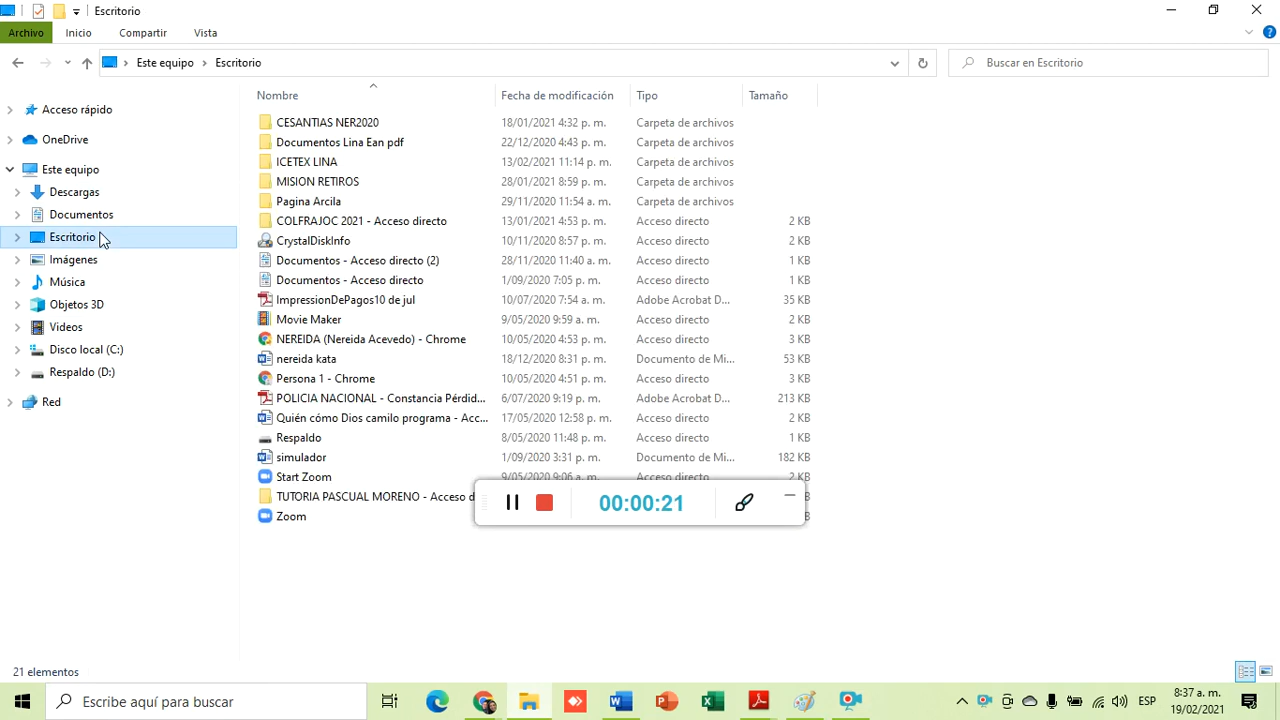 Escritorio
Archivo Inicio Compartir Vista
Este equipo Escritorio Buscar en Escritorio
Nombre Fecha de modificación Tipo Tamaño
Acceso rápido
OneDrive
Este equipo
Descargas
Documentos
Escritorio
Imágenes
Música
Objetos 3D
Videos
Disco local (C:)
Respaldo (D:)
Red
CESANTIAS NER2020 18/01/2021 4:32 p. m. Carpeta de archivos
Documentos Lina Ean pdf 22/12/2020 4:30 p. m. Carpeta de archivos
ICETEX LINA 13/02/2021 11:14 p. m. Carpeta de archivos
MISION RETIROS 28/01/2021 8:59 p. m. Carpeta de archivos
Pagina Arcila 29/11/2020 11:54 a. m. Carpeta de archivos
COLFRAJOC 2021 - Acceso directo 13/01/2021 4:53 p. m. Acceso directo 2 KB
CrystalDiskInfo 10/11/2020 8:57 p. m. Acceso directo 2 KB
Documentos - Acceso directo (2) 28/11/2020 11:40 a. m. Acceso directo 1 KB
Documentos - Acceso directo 1/09/2020 7:05 p. m. Acceso directo 1 KB
ImpressionDePagos10 de jul 10/07/2020 7:54 a. m. Adobe Acrobat D... 35 KB
Movie Maker 9/05/2020 9:59 a. m. Acceso directo 2 KB
NEREIDA (Nereida Acevedo) - Chrome 10/05/2020 4:53 p. m. Acceso directo 3 KB
nereida kata 18/12/2020 8:31 p. m. Documento de Mi... 53 KB
Persona 1 - Chrome 10/05/2020 4:51 p. m. Acceso directo 3 KB
POLICIA NACIONAL - Constancia Pérdid... 6/07/2020 9:19 p. m. Adobe Acrobat D... 213 KB
Quién cómo Dios camilo programa - Acc... 17/05/2020 12:58 p. m. Acceso directo 2 KB
Respaldo 8/05/2020 11:48 p. m. Acceso directo 1 KB
simulador 1/09/2020 3:31 p. m. Documento de Mi... 182 KB
Start Zoom 9/05/2020 9:06 a. m. Acceso directo 2 KB
TUTORIA PASCUAL MORENO - Acceso d
Zoom
00:00:21
21 elementos
Escribe aquí para buscar
ESP
8:37 a. m.
19/02/2021